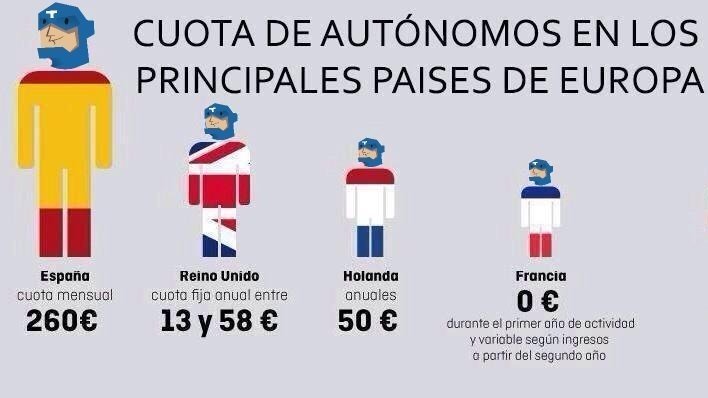 CUOTA DE AUTÓNOMOS EN LOS
PRINCIPALES PAISES DE EUROPA
España
cuota mensual
260€
Reino Unido
cuota fija anual entre
13 y 58 €
Holanda
anuales
50 €
Francia
0 €
durante el primer año de actividad
y variable según ingresos
a partir del segundo año
T
T
T
T